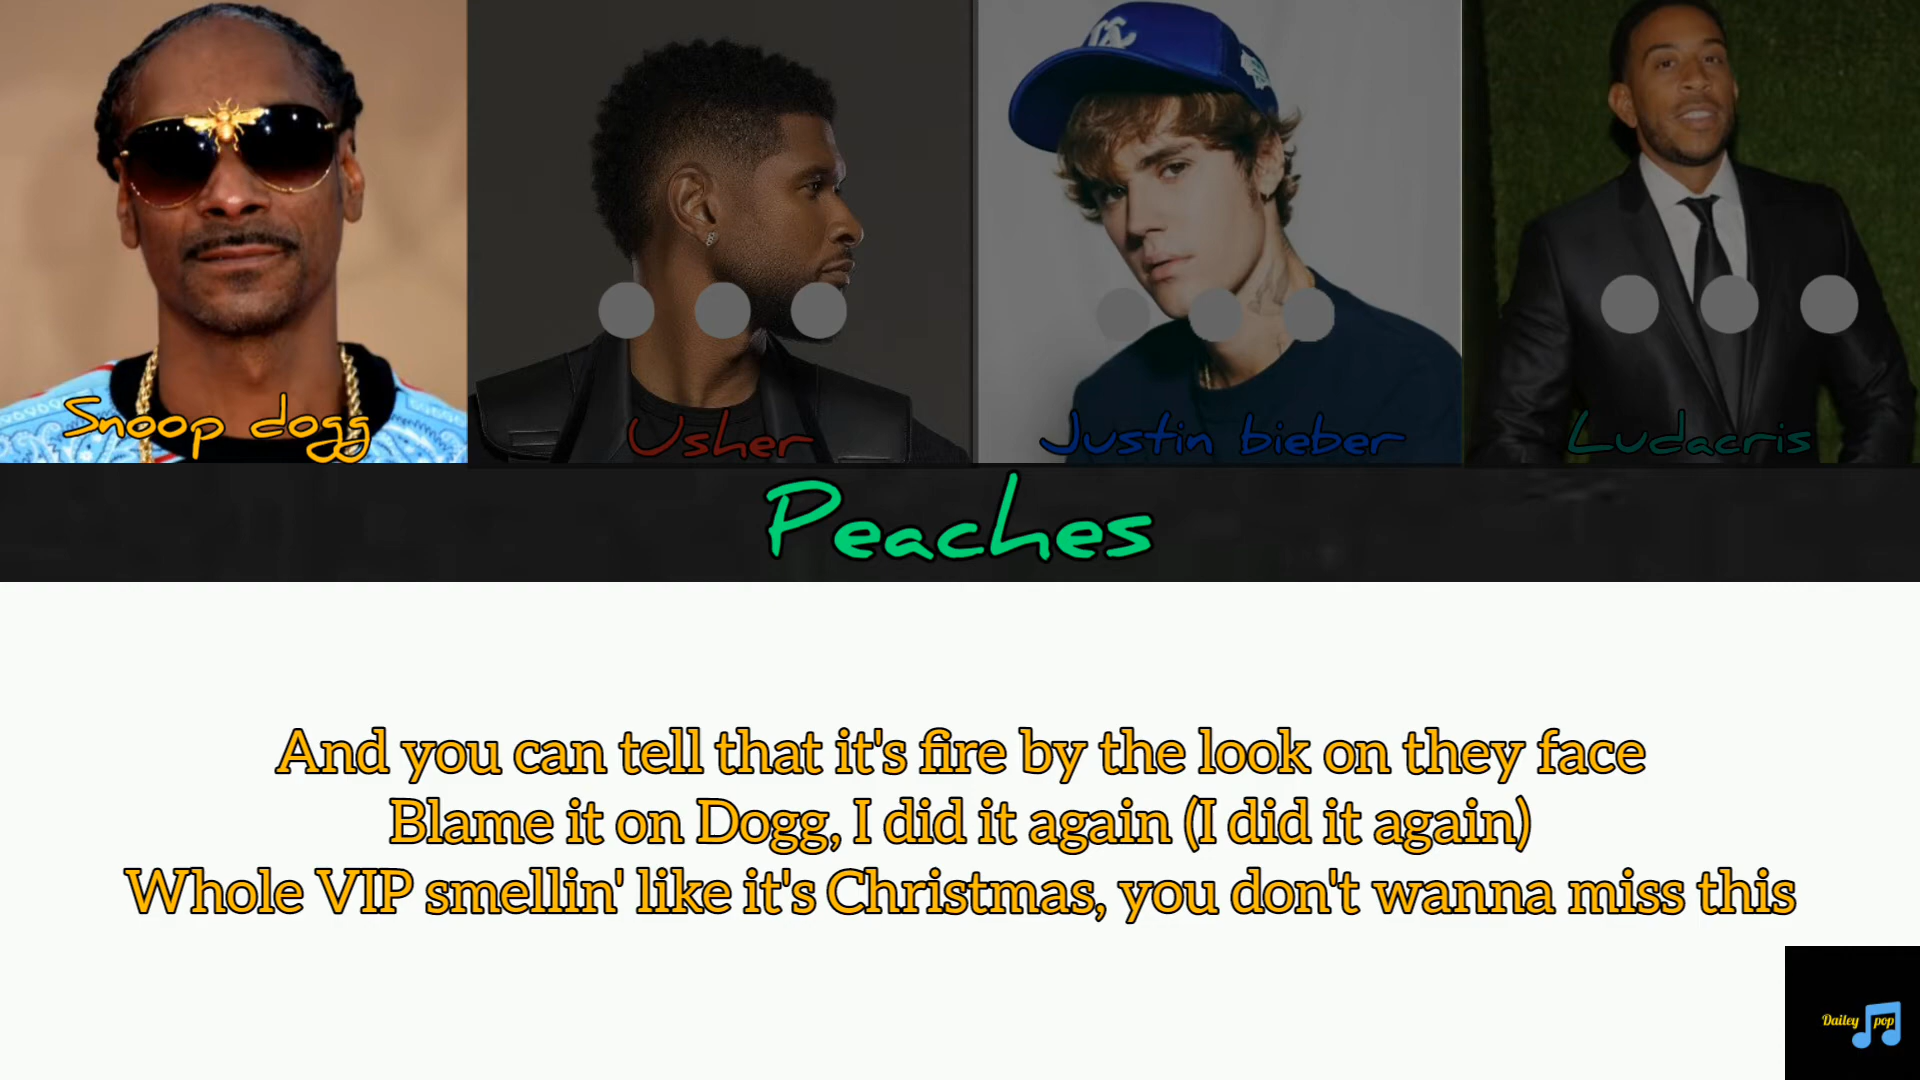 Snoop dogg
Usher
Justin bieber
Ludacris
Peaches
And you can tell that it's fire by the look on they face
Blame it on Dogg, I did it again (I did it again)
Whole VIP smellin' like it's Christmas, you don't wanna miss this
Dailey pop